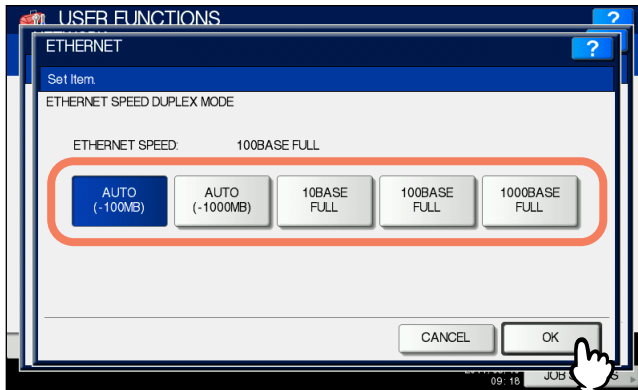 USER FUNCTIONS
?
ETHERNET
?
Set Item.
ETHERNET SPEED DUPLEX MODE
ETHERNET SPEED: 100BASE FULL
AUTO
(-100MB)
AUTO
(-1000MB)
10BASE
FULL
100BASE
FULL
1000BASE
FULL
CANCEL
OK
09: 18
JOB